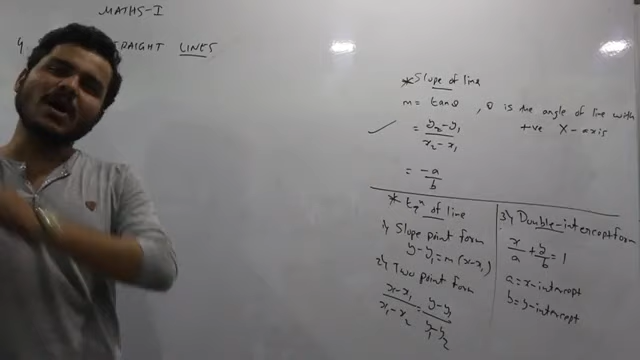 MATHS-I
STRAIGHT LINES
* Slope of line
m = tanθ , θ is the angle of line with
+ve X-axis
= y₂-y₁ / x₂-x₁
= -a / b
* Eqⁿ of line
1) Slope point form
y-y₁ = m(x-x₁)
2) Two point form
x-x₁ / x₁-x₂ = y-y₁ / y₁-y₂
3) Double-intercept form
x/a + y/b = 1
a = x-intercept
b = y-intercept